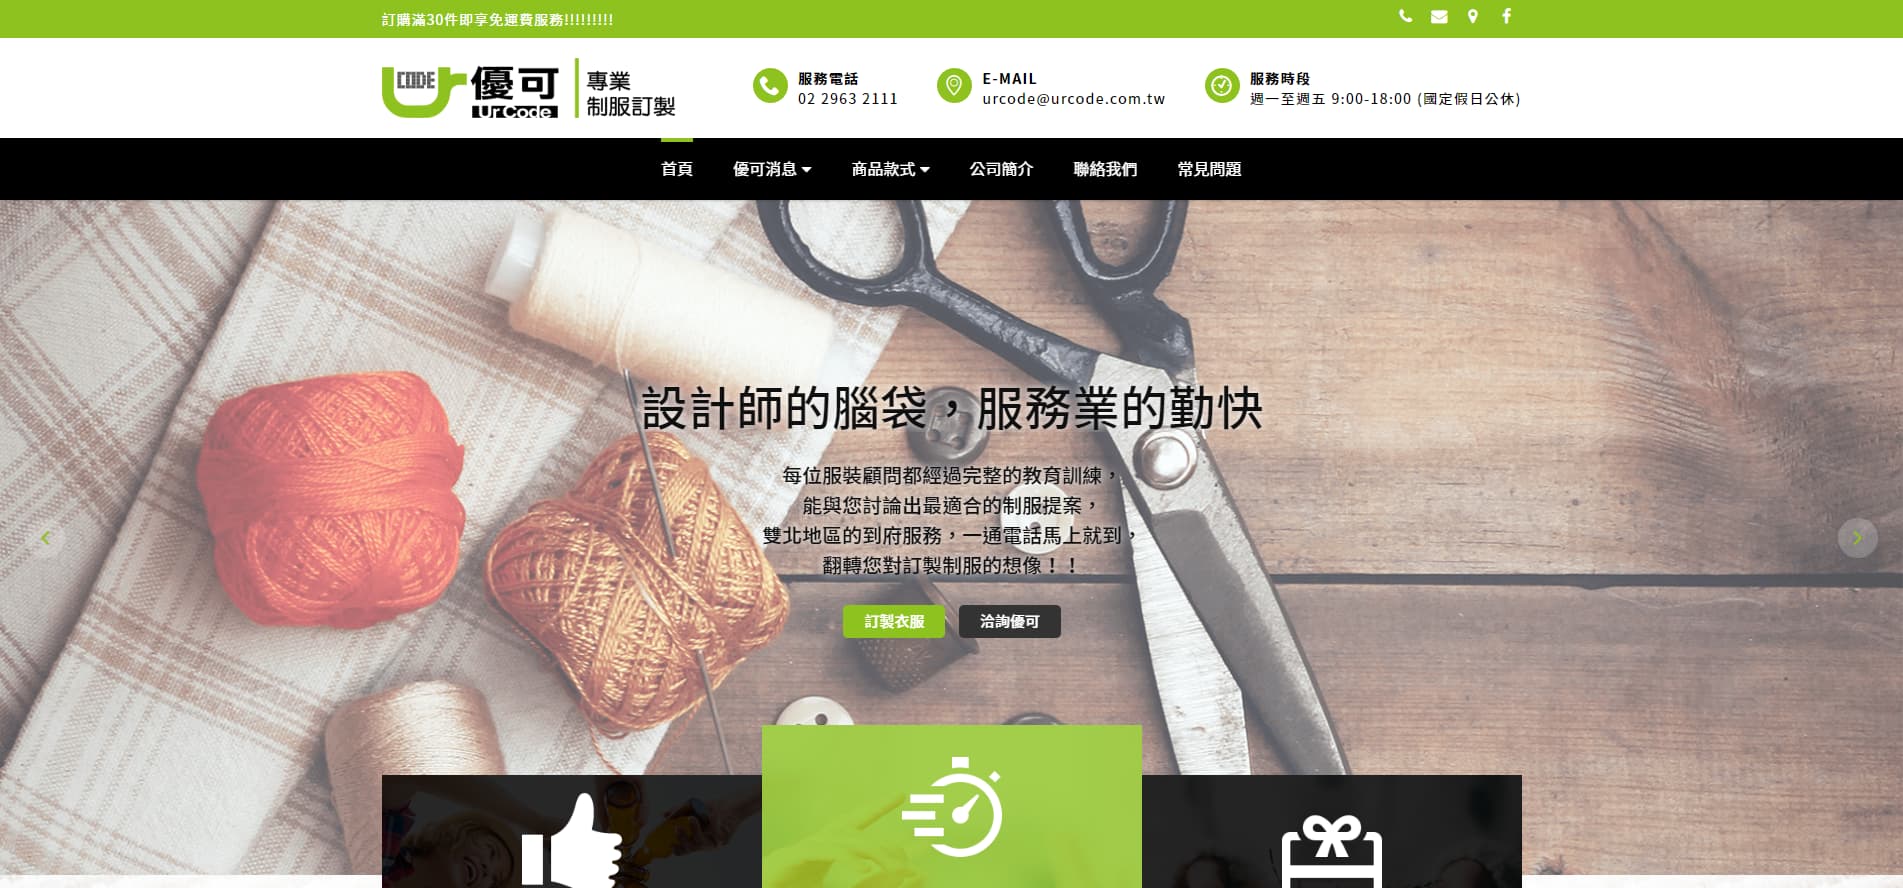 訂購滿30件即享免運費服務!!!!!!!!!
CODE
優可
UrCode
專業
制服訂製
服務電話
02 2963 2111
E-MAIL
urcode@urcode.com.tw
服務時段
週一至週五 9:00-18:00 (國定假日公休)
首頁
優可消息
商品款式
公司簡介
聯絡我們
常見問題
設計師的腦袋，服務業的勤快
每位服裝顧問都經過完整的教育訓練，
能與您討論出最適合的制服提案，
雙北地區的到府服務，一通電話馬上就到，
翻轉您對訂製制服的想像！！
訂製衣服
洽詢優可